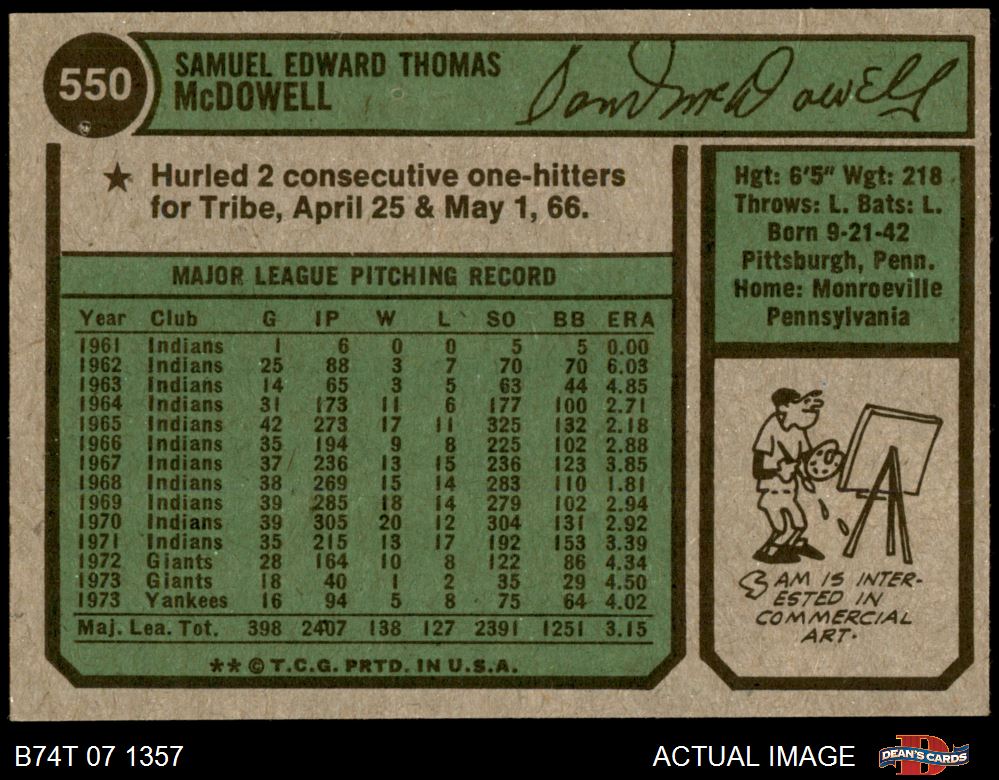 550
SAMUEL EDWARD THOMAS
McDOWELL
Sam McDowell
★ Hurled 2 consecutive one-hitters
for Tribe, April 25 & May 1, 66.
MAJOR LEAGUE PITCHING RECORD
Year Club G IP W L SO BB ERA
1961 Indians 1 6 0 0 5 5 0.00
1962 Indians 25 88 3 7 70 70 6.03
1963 Indians 14 65 3 5 63 44 4.85
1964 Indians 31 173 11 6 177 100 2.71
1965 Indians 42 273 17 11 325 132 2.18
1966 Indians 35 194 9 8 225 102 2.88
1967 Indians 37 236 13 15 236 123 3.85
1968 Indians 38 269 15 14 283 110 1.81
1969 Indians 39 285 18 14 279 102 2.94
1970 Indians 39 305 20 12 304 131 2.92
1971 Indians 35 215 13 17 192 153 3.39
1972 Giants 28 164 10 8 122 86 4.34
1973 Giants 18 40 1 2 35 29 4.50
1973 Yankees 16 94 5 8 75 64 4.02
Maj. Lea. Tot. 398 2407 138 127 2391 1251 3.15
** © T.C.G. PRTD. IN U.S.A.
Hgt: 6'5" Wgt: 218
Throws: L. Bats: L.
Born 9-21-42
Pittsburgh, Penn.
Home: Monroeville
Pennsylvania
SAM IS INTER-
ESTED IN
COMMERCIAL
ART.
B74T 07 1357
ACTUAL IMAGE
DEAN'S CARDS